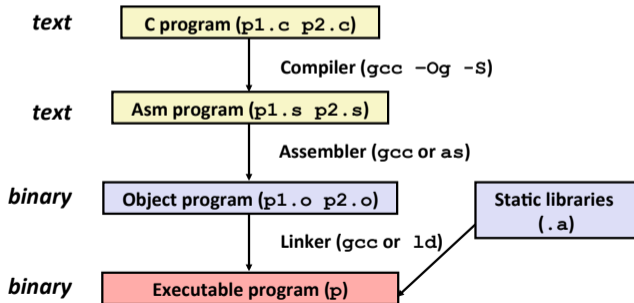 text
C program (p1.c p2.c)
Compiler (gcc –Og -S)
text
Asm program (p1.s p2.s)
Assembler (gcc or as)
binary
Object program (p1.o p2.o)
Static libraries
(.a)
Linker (gcc or ld)
binary
Executable program (p)